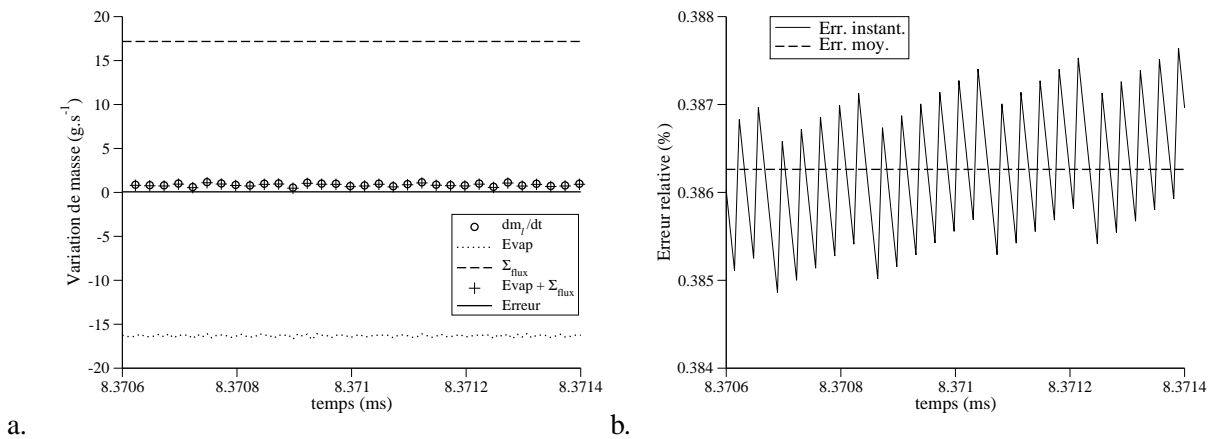 20
15
10
5
0
-5
-10
-15
-20
Variation de masse (g.s⁻¹)
dm_l/dt
Evap
Σ_flux
Evap + Σ_flux
Erreur
8.3706
8.3708
8.371
8.3712
8.3714
temps (ms)
a.
0.388
0.387
0.386
0.385
0.384
Erreur relative (%)
Err. instant.
Err. moy.
8.3706
8.3708
8.371
8.3712
8.3714
temps (ms)
b.